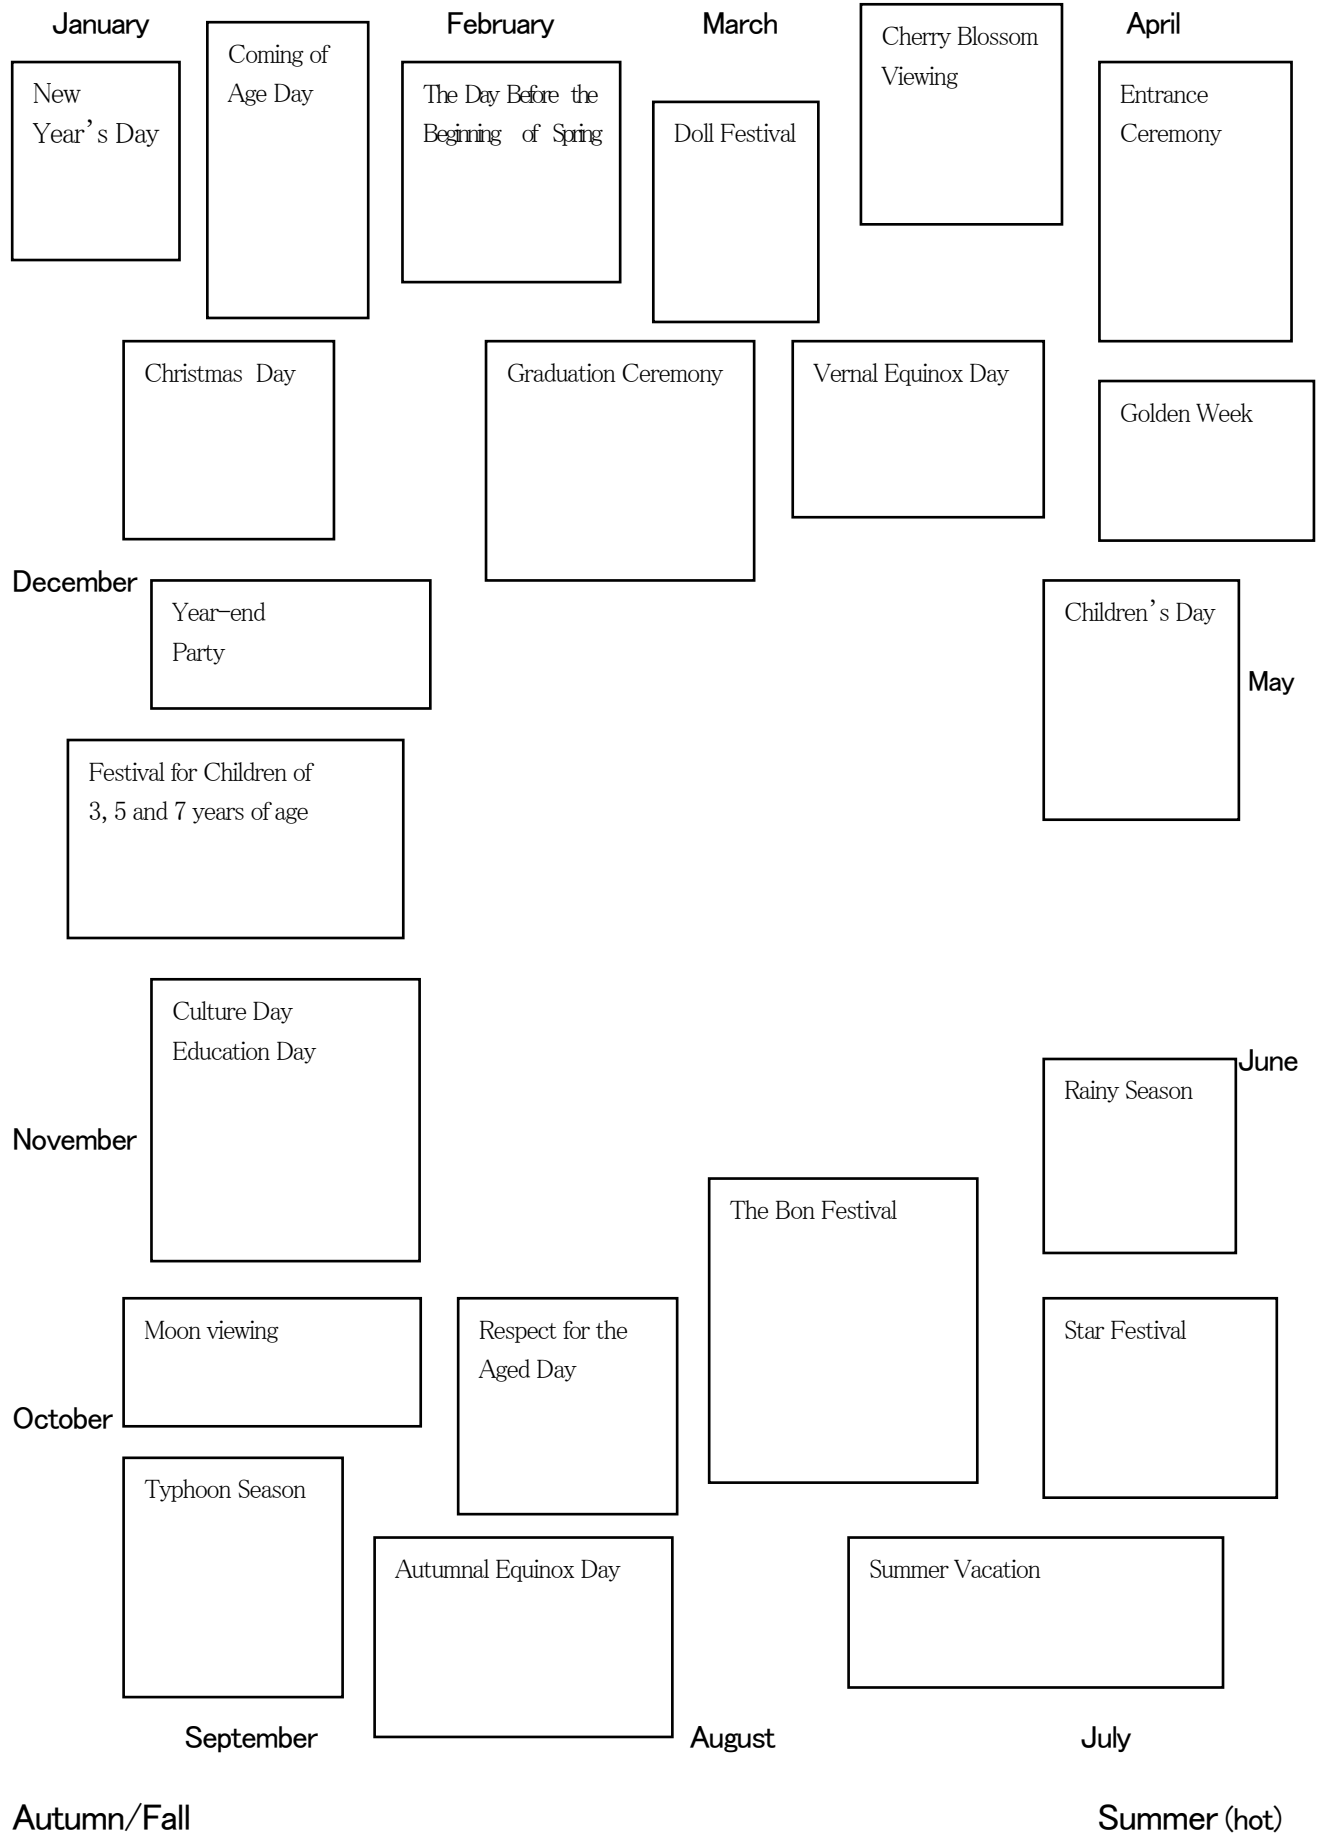 January
February
March
April
New
Year’s Day
Coming of
Age Day
The Day Before the
Beginning of Spring
Doll Festival
Cherry Blossom
Viewing
Entrance
Ceremony
Christmas Day
Graduation Ceremony
Vernal Equinox Day
Golden Week
December
Year-end
Party
Children’s Day
May
Festival for Children of
3, 5 and 7 years of age
Culture Day
Education Day
November
June
Rainy Season
The Bon Festival
Moon viewing
October
Respect for the
Aged Day
Star Festival
Typhoon Season
Autumnal Equinox Day
Summer Vacation
September
August
July
Autumn/Fall
Summer (hot)